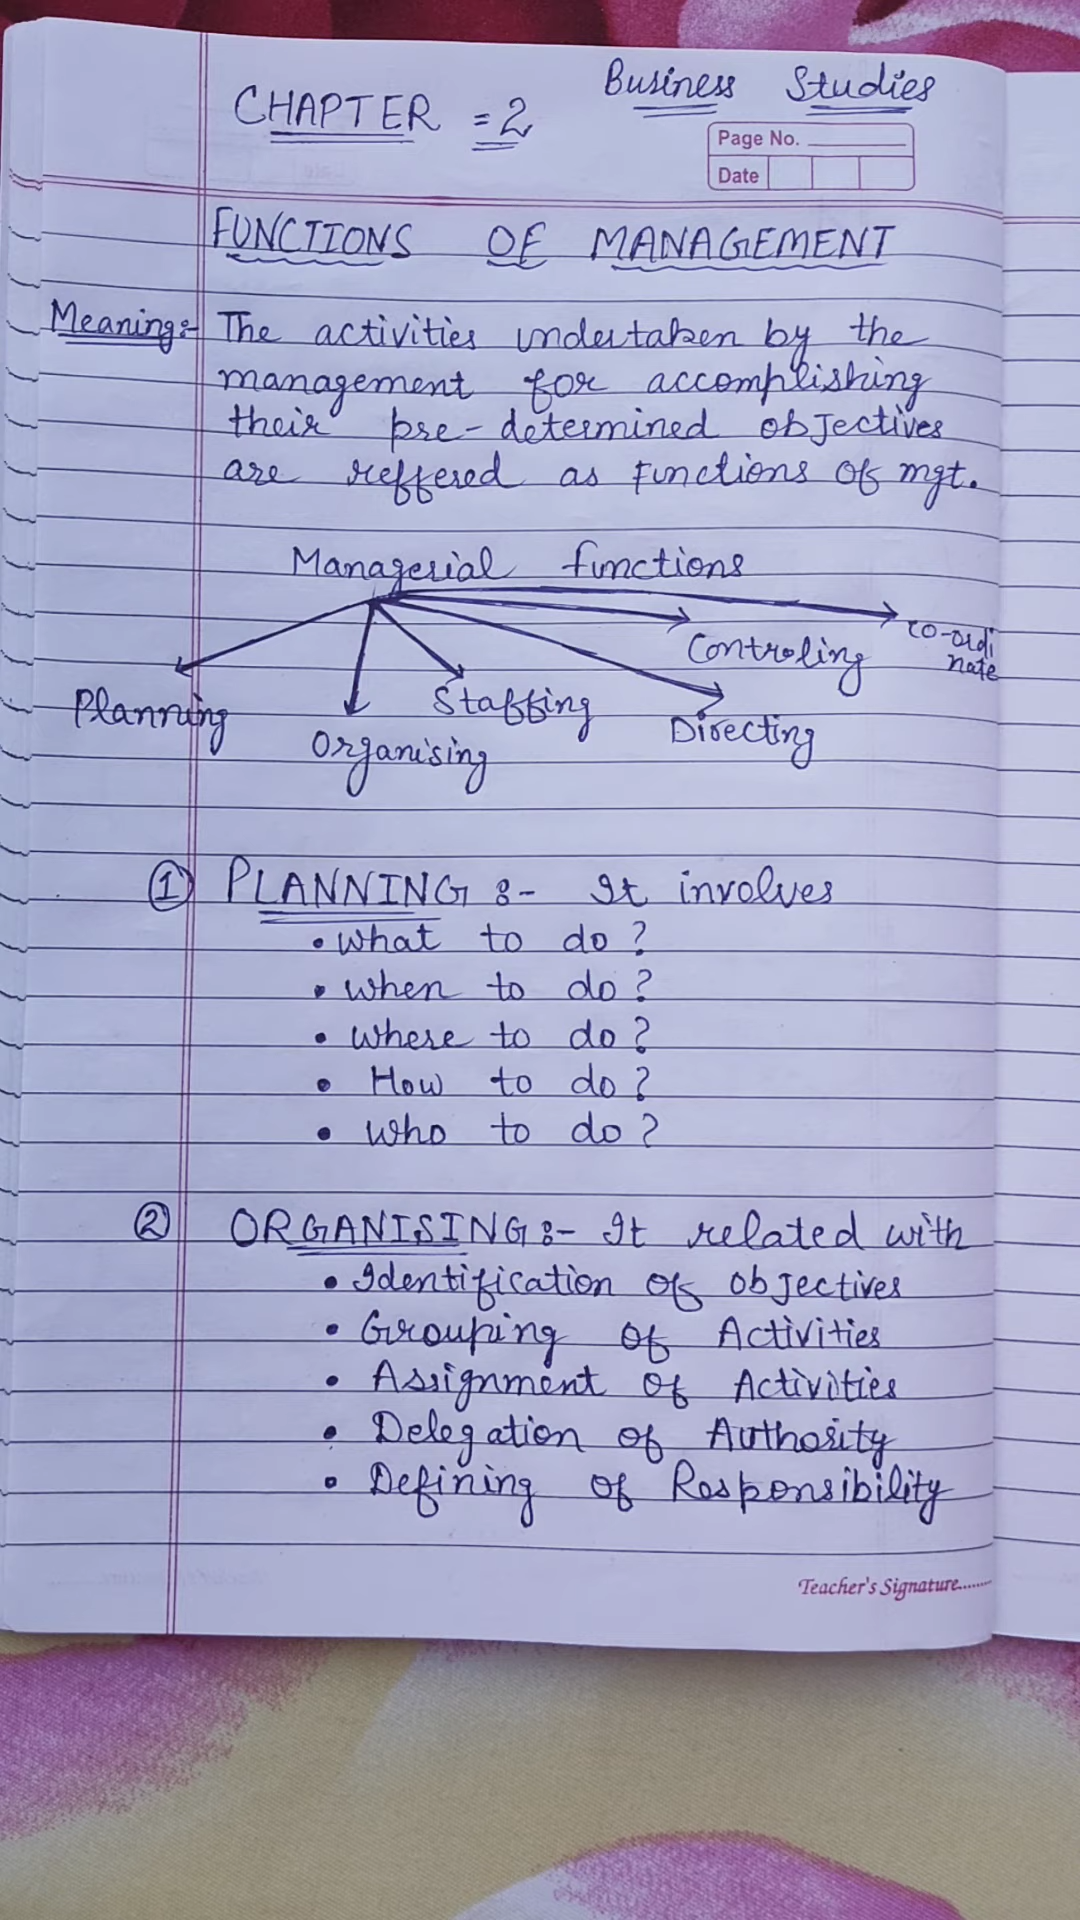 Business Studies
CHAPTER = 2
Page No.
Date
FUNCTIONS OF MANAGEMENT
Meaning:- The activities undertaken by the
management for accomplishing
their pre-determined objectives
are reffered as functions of mgt.
Managerial functions
Planning
Organising
Staffing
Directing
Controling
co-ordi
nate
① PLANNING :- It involves
• What to do?
• When to do?
• Where to do?
• How to do?
• Who to do?
② ORGANISING :- It related with
• Identification of objectives
• Grouping of Activities
• Assignment of Activities
• Delegation of Authority
• Defining of Responsibility
Teacher's Signature........